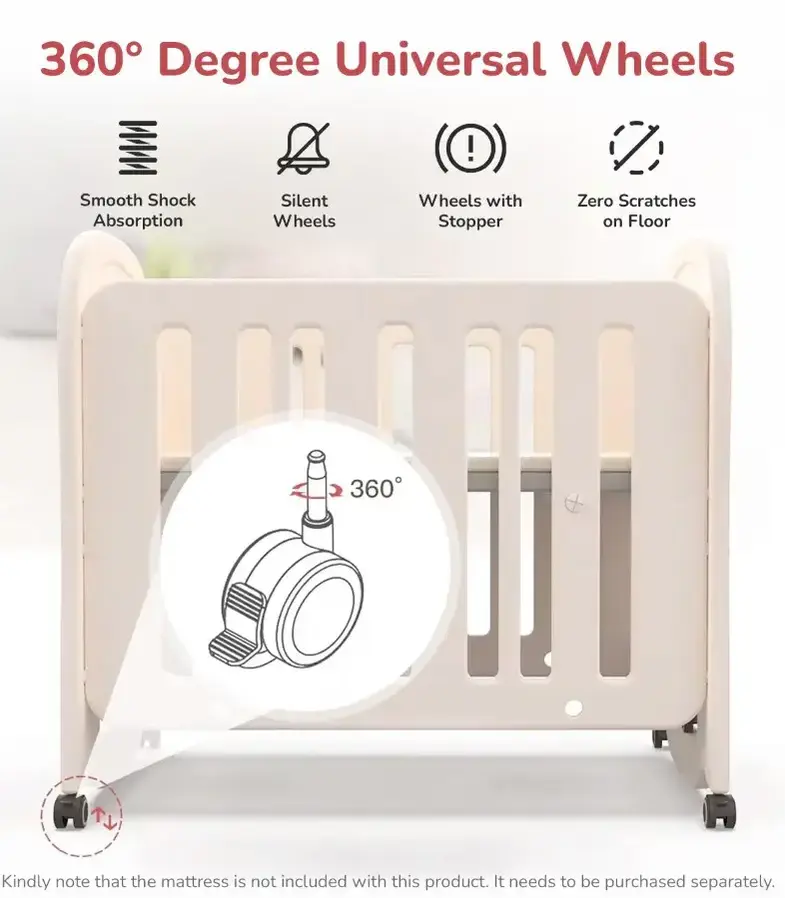 360° Degree Universal Wheels
Smooth Shock
Absorption
Silent
Wheels
Wheels with
Stopper
Zero Scratches
on Floor
360°
Kindly note that the mattress is not included with this product. It needs to be purchased separately.